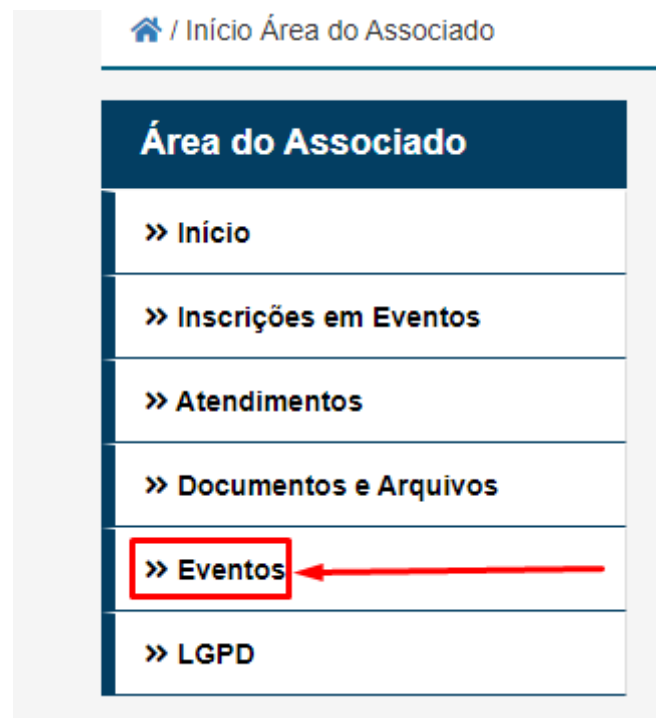 / Início Área do Associado
Área do Associado
» Início
» Inscrições em Eventos
» Atendimentos
» Documentos e Arquivos
» Eventos
» LGPD